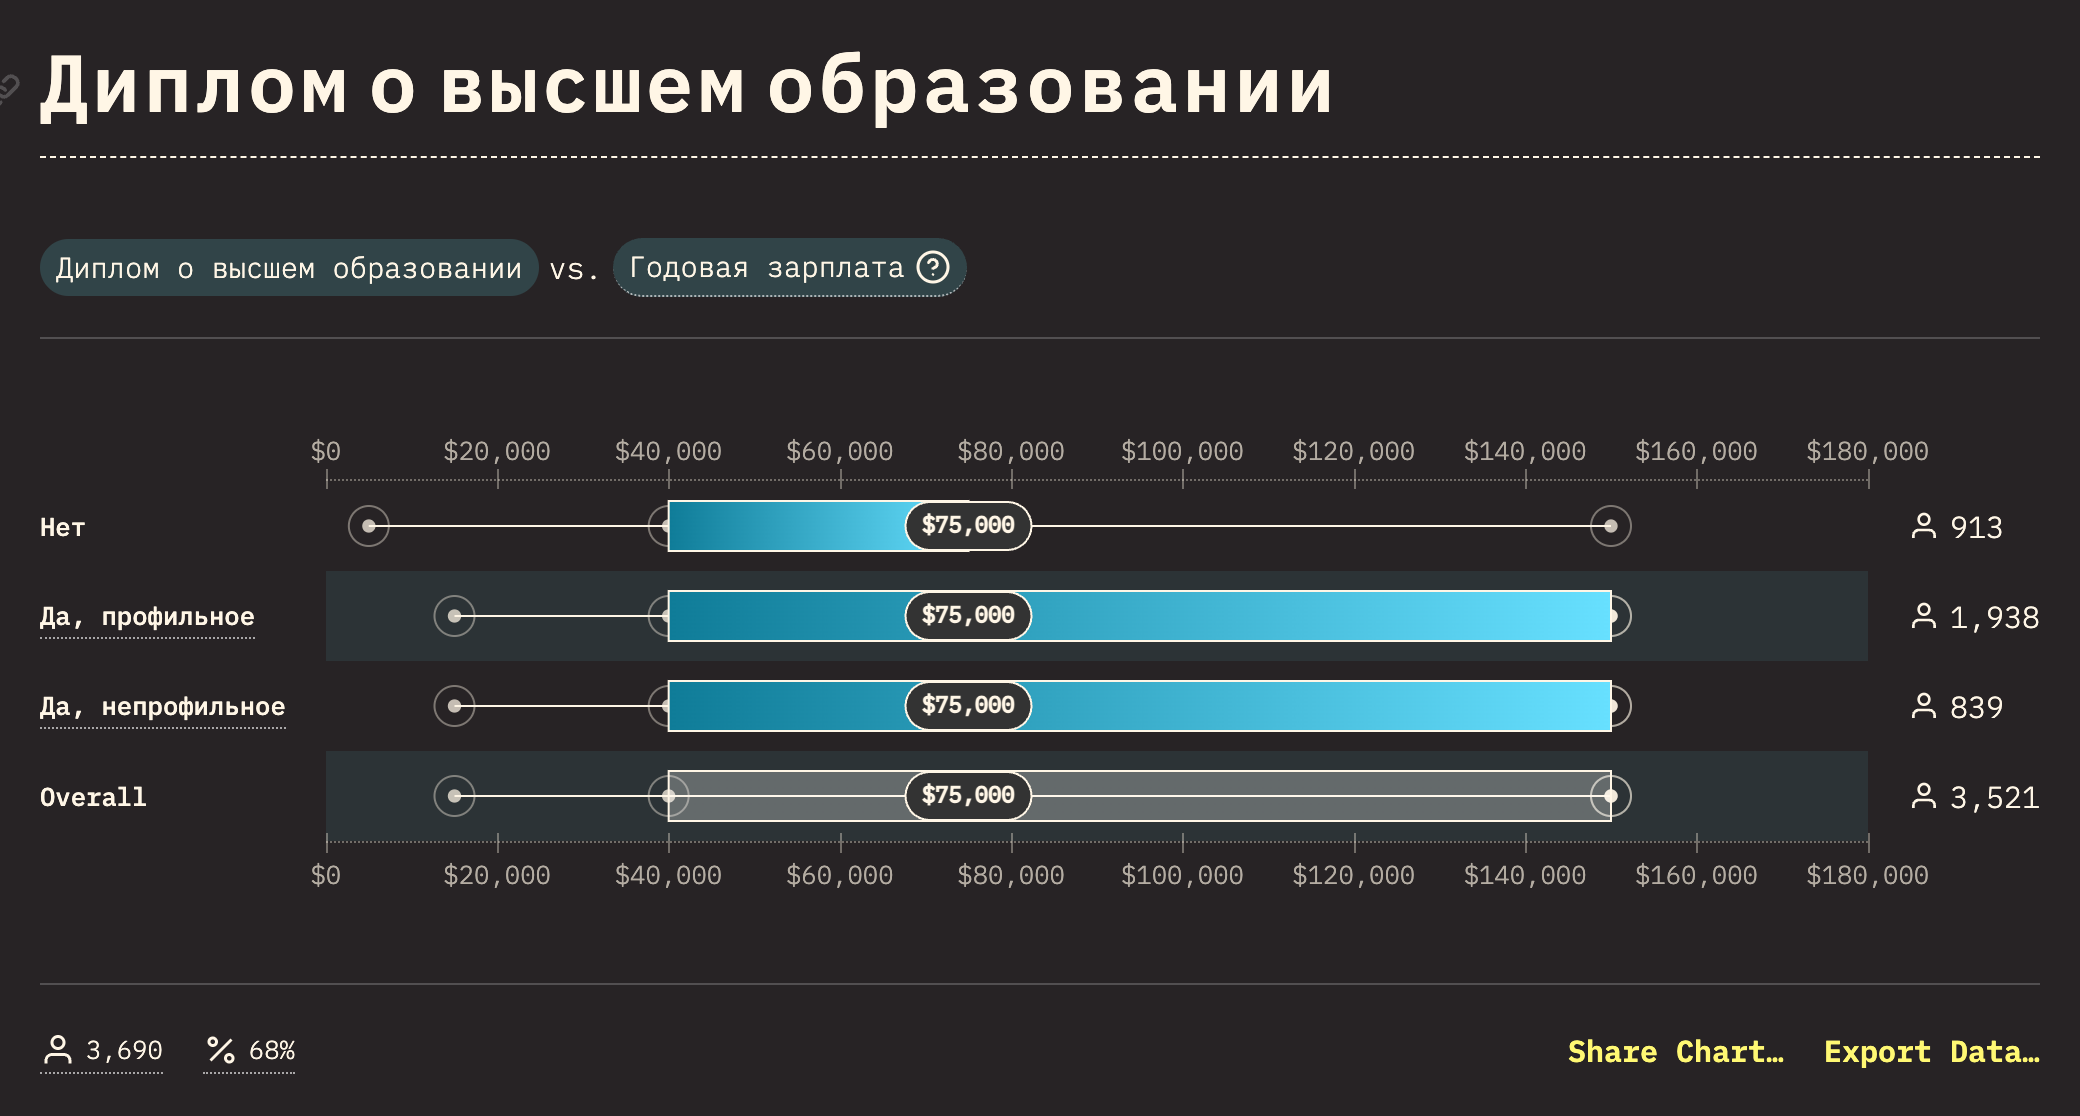 Диплом о высшем образовании
Диплом о высшем образовании vs. Годовая зарплата ?
$0 $20,000 $40,000 $60,000 $80,000 $100,000 $120,000 $140,000 $160,000 $180,000
Нет $75,000 913
Да, профильное $75,000 1,938
Да, непрофильное $75,000 839
Overall $75,000 3,521
$0 $20,000 $40,000 $60,000 $80,000 $100,000 $120,000 $140,000 $160,000 $180,000
3,690 % 68% Share Chart… Export Data…